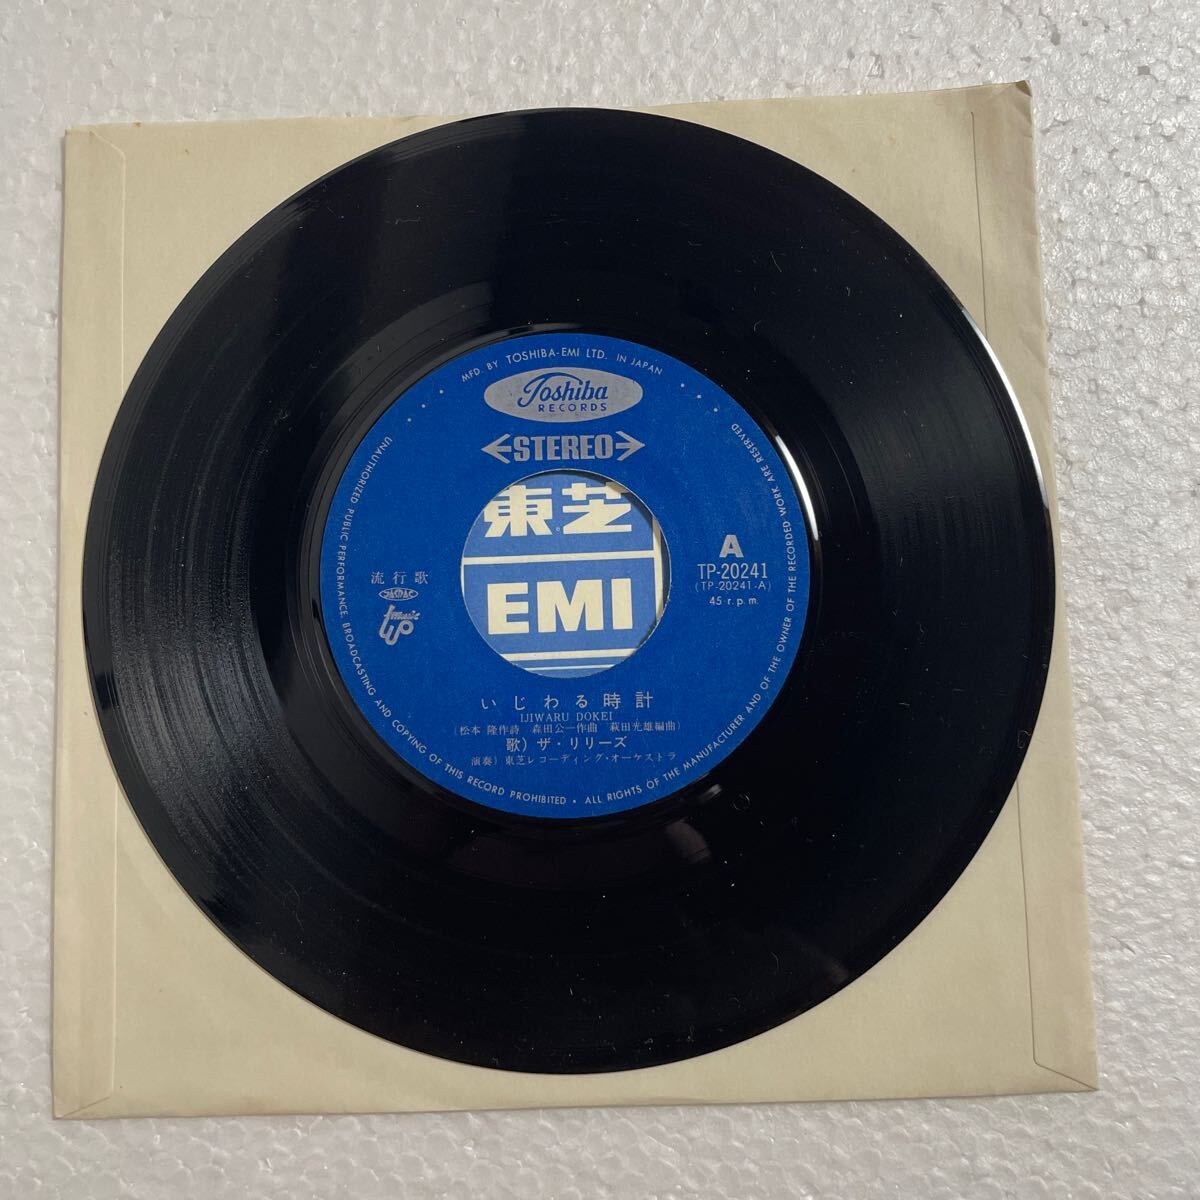 MFD. BY TOSHIBA-EMI LTD. IN JAPAN
Toshiba
RECORDS
STEREO
東芝
EMI
A
TP-20241
(TP-20241-A)
45 r.p.m.
流行歌
JASRAC
music
UP
いじわる時計
IJIWARU DOKEI
(松本 隆作詩 森田公一作曲 萩田光雄編曲)
歌)ザ・リリーズ
演奏)東芝レコーディング・オーケストラ
UNAUTHORIZED PUBLIC PERFORMANCE, BROADCASTING AND COPYING OF THIS RECORD PROHIBITED • ALL RIGHTS OF THE MANUFACTURER AND OF THE OWNER OF THE RECORDED WORK ARE RESERVED